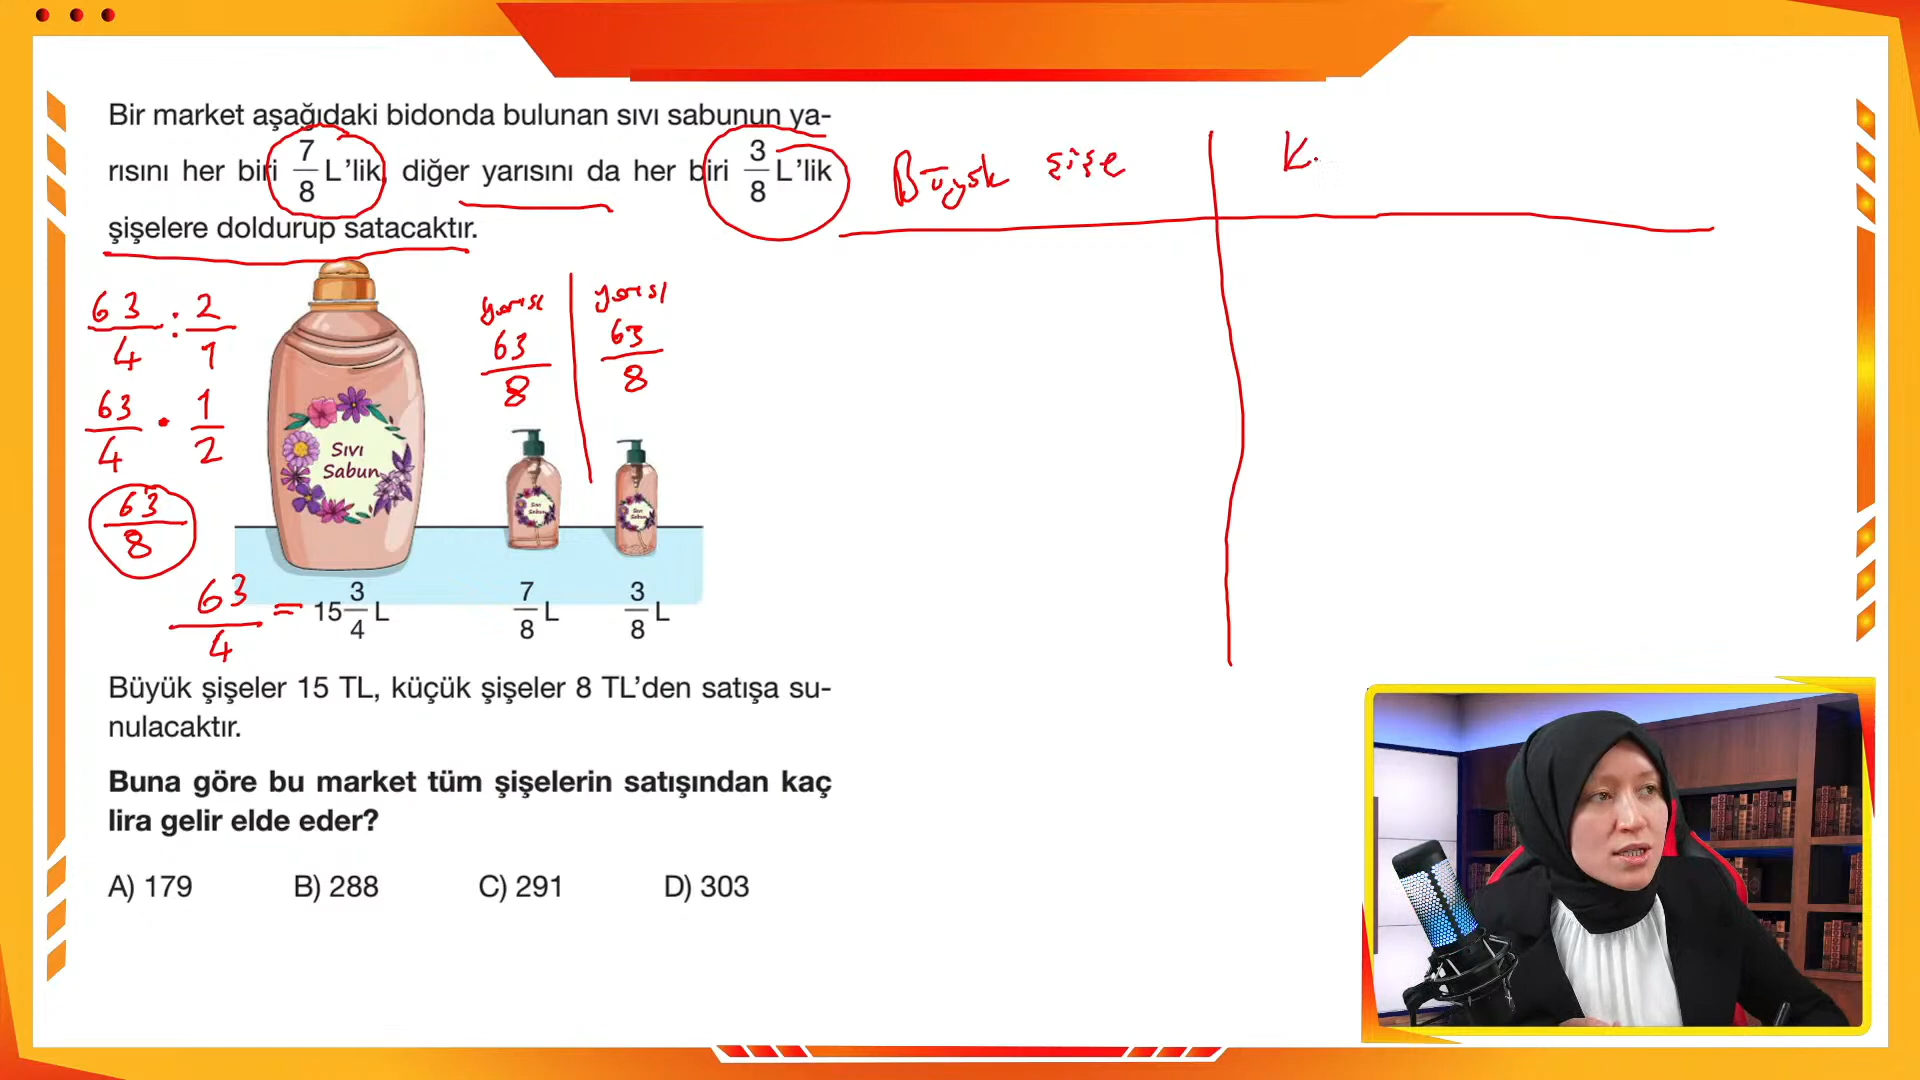 Bir market aşağıdaki bidonda bulunan sıvı sabunun ya-
rısını her biri 7/8 L'lik, diğer yarısını da her biri 3/8 L'lik
şişelere doldurup satacaktır.
Büyük şişe
K.
63/4 : 2/1
63/4 · 1/2
63/8
yarısı
63/8
yarısı
63/8
Sıvı
Sabun
Sıvı
Sabun
Sıvı
Sabun
63/4 = 15 3/4 L
7/8 L
3/8 L
Büyük şişeler 15 TL, küçük şişeler 8 TL'den satışa su-
nulacaktır.
Buna göre bu market tüm şişelerin satışından kaç
lira gelir elde eder?
A) 179 B) 288 C) 291 D) 303